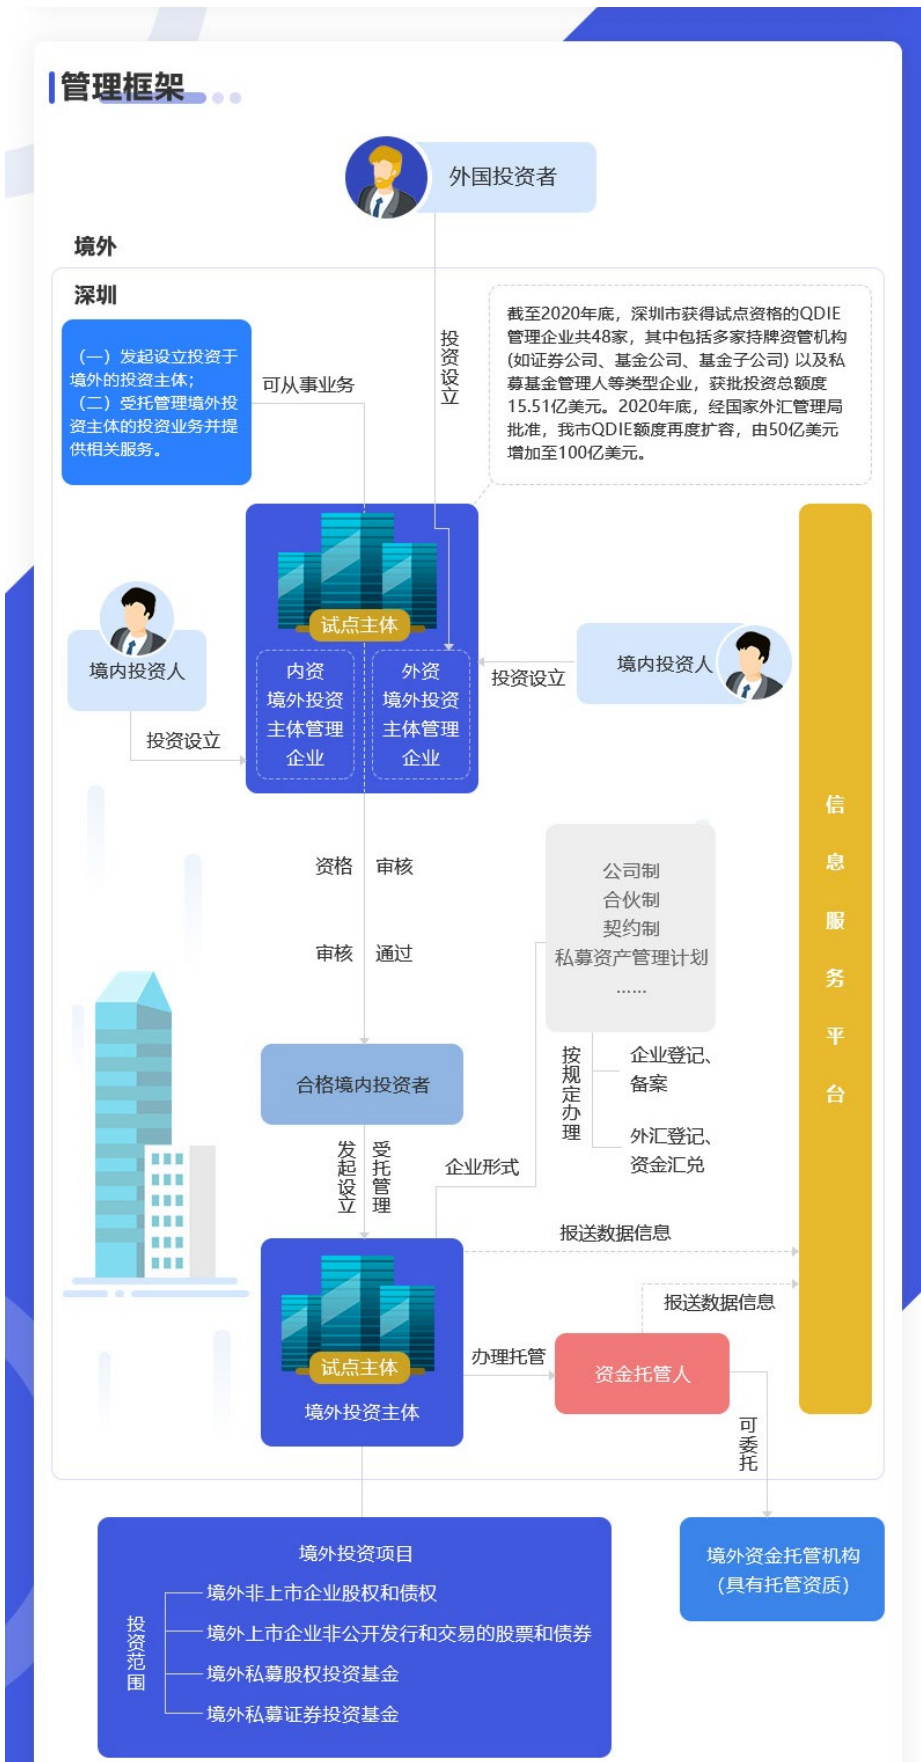 管理框架
外国投资者
境外
深圳
（一）发起设立投资于
境外的投资主体；
（二）受托管理境外投
资主体的投资业务并提
供相关服务。
可从事业务
投资设立
截至2020年底，深圳市获得试点资格的QDIE
管理企业共48家，其中包括多家持牌资管机构
(如证券公司、基金公司、基金子公司) 以及私
募基金管理人等类型企业，获批投资总额度
15.51亿美元。2020年底，经国家外汇管理局
批准，我市QDIE额度再度扩容，由50亿美元
增加至100亿美元。
试点主体
境内投资人
投资设立
内资
境外投资
主体管理
企业
外资
境外投资
主体管理
企业
投资设立
境内投资人
信息服务平台
资格 审核
审核 通过
公司制
合伙制
契约制
私募资产管理计划
……
按规定办理
企业登记、
备案
外汇登记、
资金汇兑
合格境内投资者
发起设立
受托管理
企业形式
报送数据信息
报送数据信息
试点主体
境外投资主体
办理托管
资金托管人
可委托
境外资金托管机构
（具有托管资质）
境外投资项目
投资范围
境外非上市企业股权和债权
境外上市企业非公开发行和交易的股票和债券
境外私募股权投资基金
境外私募证券投资基金